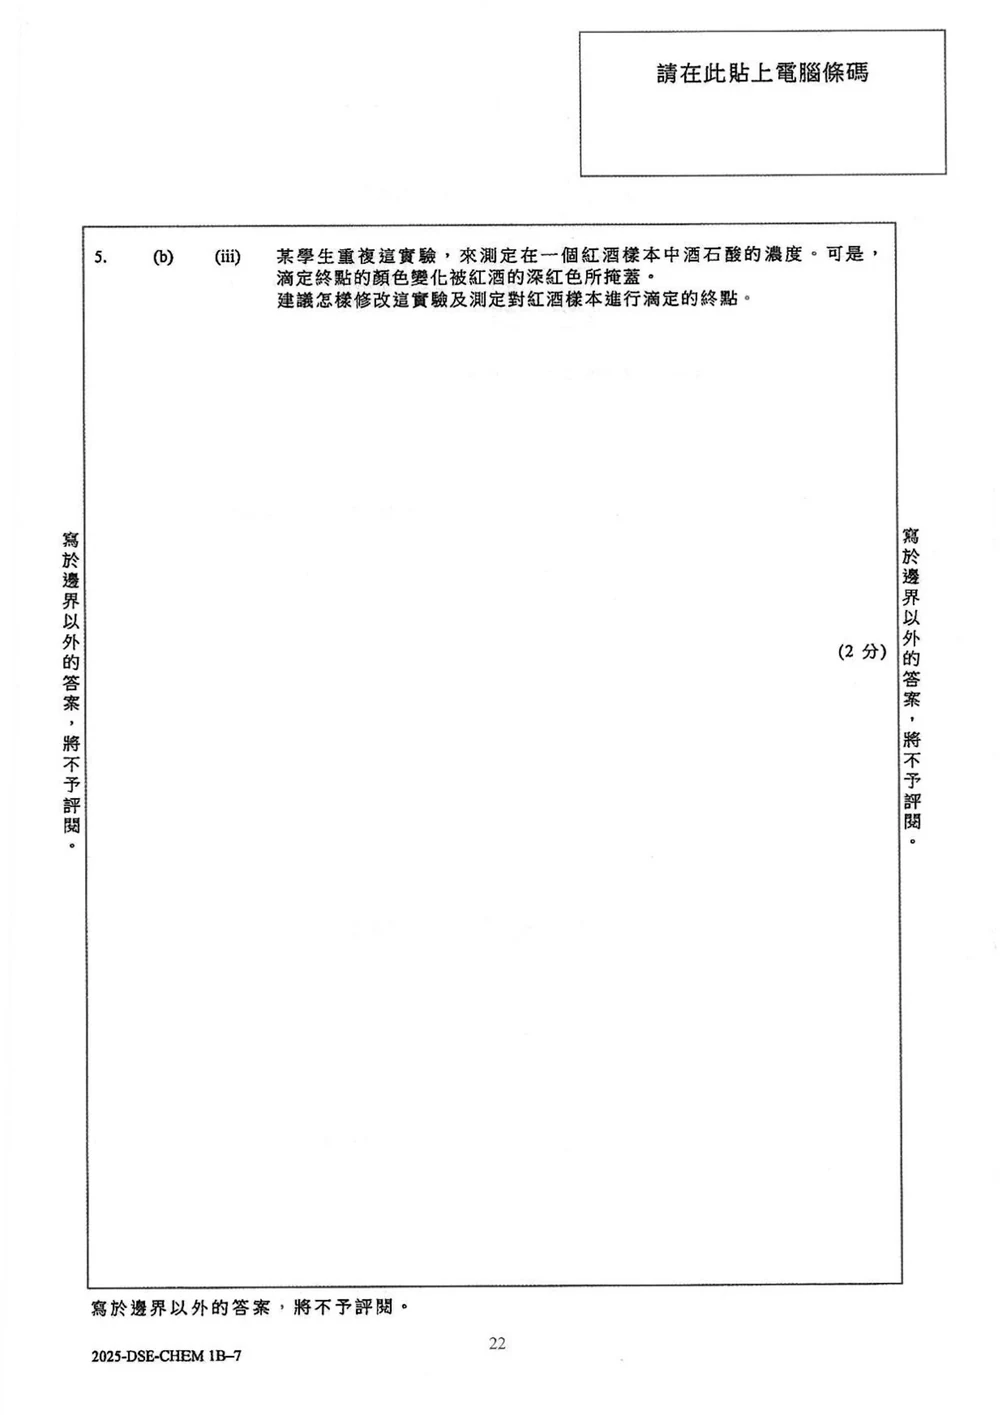 請在此貼上電腦條碼
5. (b) (iii) 某學生重複這實驗，來測定在一個紅酒樣本中酒石酸的濃度。可是，
滴定終點的顏色變化被紅酒的深紅色所掩蓋。
建議怎樣修改這實驗及測定對紅酒樣本進行滴定的終點。
(2 分)
寫於邊界以外的答案，將不予評閱。
寫於邊界以外的答案，將不予評閱。
寫於邊界以外的答案，將不予評閱。
2025-DSE-CHEM 1B–7
22